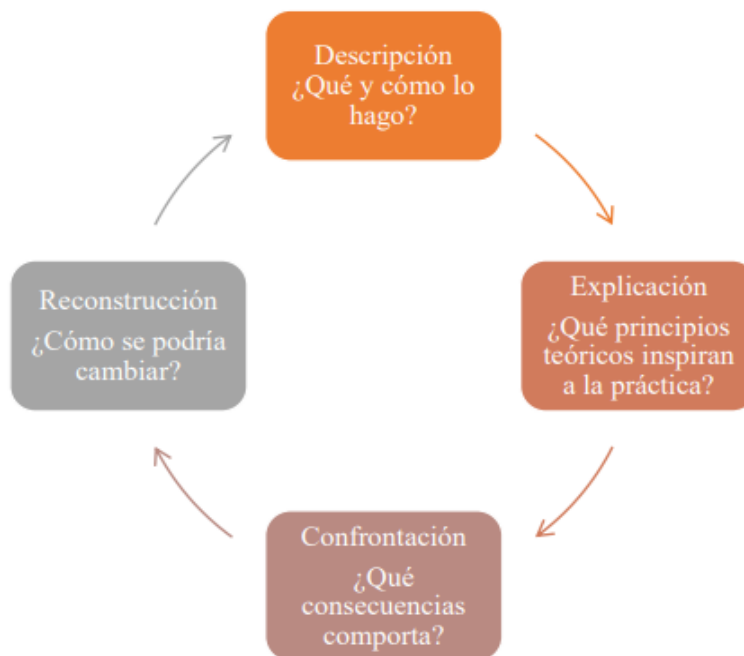 Descripción
¿Qué y cómo lo
hago?
Explicación
¿Qué principios
teóricos inspiran
a la práctica?
Confrontación
¿Qué
consecuencias
comporta?
Reconstrucción
¿Cómo se podría
cambiar?